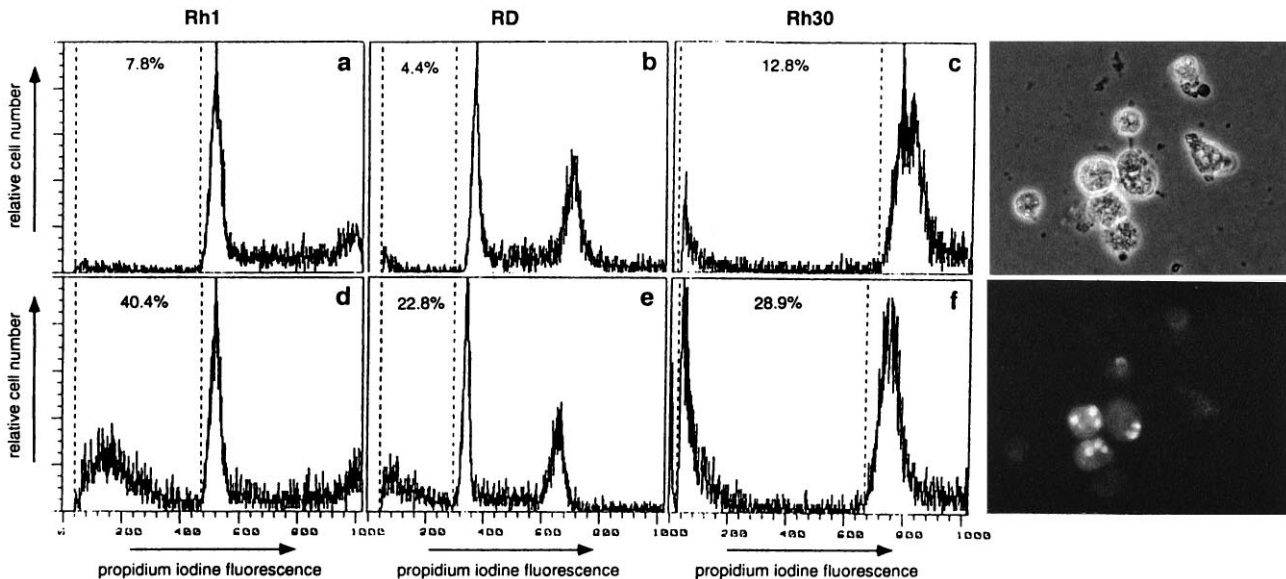 Rh1 RD Rh30
relative cell number
7.8% a
4.4% b
12.8% c
relative cell number
40.4% d
22.8% e
28.9% f
200 400 600 800 1000
200 400 600 800 1000
200 400 600 800 1000
propidium iodine fluorescence propidium iodine fluorescence propidium iodine fluorescence